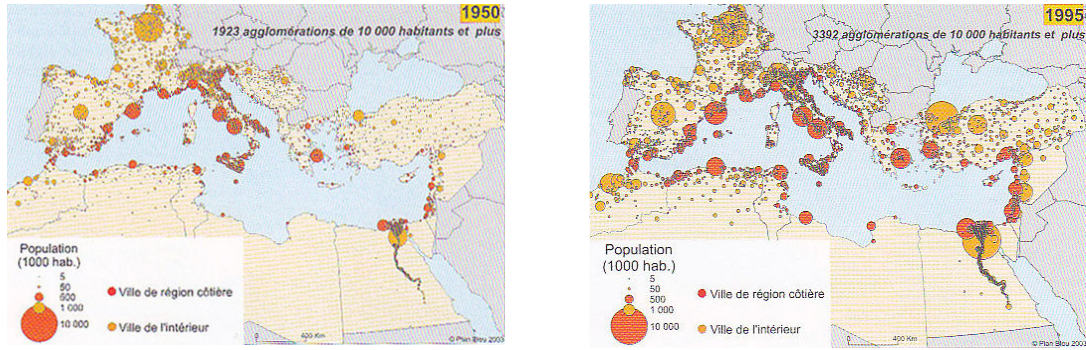 1950
1923 agglomérations de 10 000 habitants et plus
Population
(1000 hab.)
5
50
600
1 000
10 000
Ville de région côtière
Ville de l'intérieur
0 400 Km
© Plan Bleu 2003
1995
3392 agglomérations de 10 000 habitants et plus
Population
(1000 hab.)
5
50
500
1 000
10 000
Ville de région côtière
Ville de l'intérieur
0 400 Km
© Plan Bleu 2003